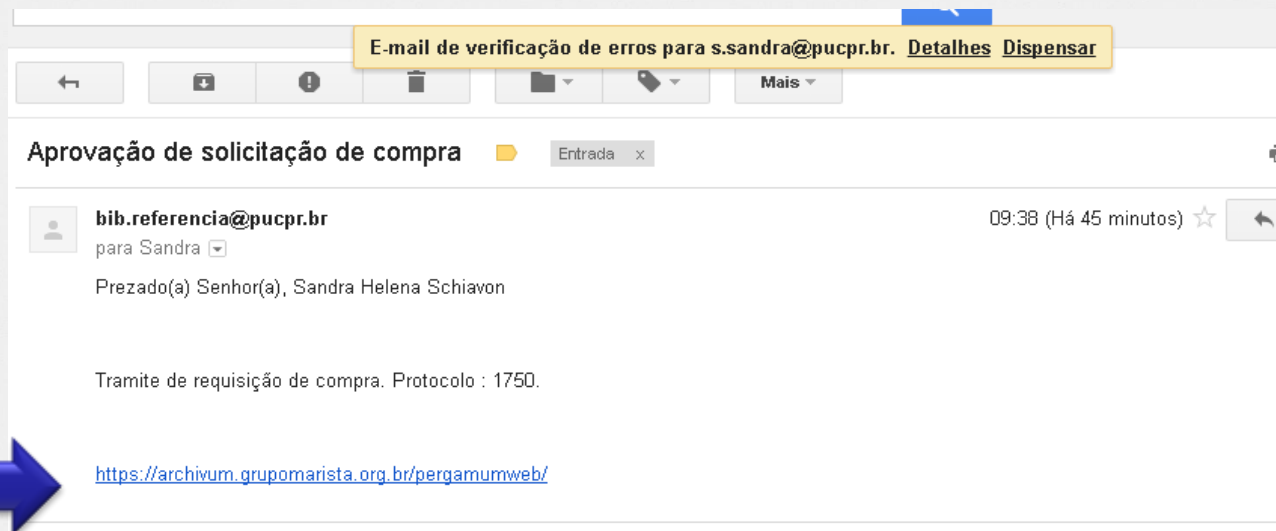 E-mail de verificação de erros para s.sandra@pucpr.br. Detalhes Dispensar
Mais
Aprovação de solicitação de compra Entrada x
bib.referencia@pucpr.br 09:38 (Há 45 minutos)
para Sandra
Prezado(a) Senhor(a), Sandra Helena Schiavon
Tramite de requisição de compra. Protocolo : 1750.
https://archivum.grupomarista.org.br/pergamumweb/